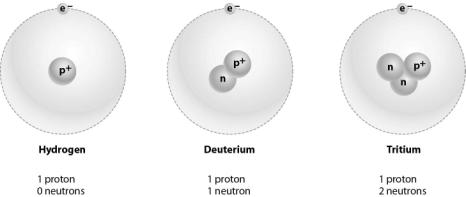 e⁻ e⁻ e⁻
p⁺ p⁺ n p⁺
n n
Hydrogen Deuterium Tritium
1 proton 1 proton 1 proton
0 neutrons 1 neutron 2 neutrons